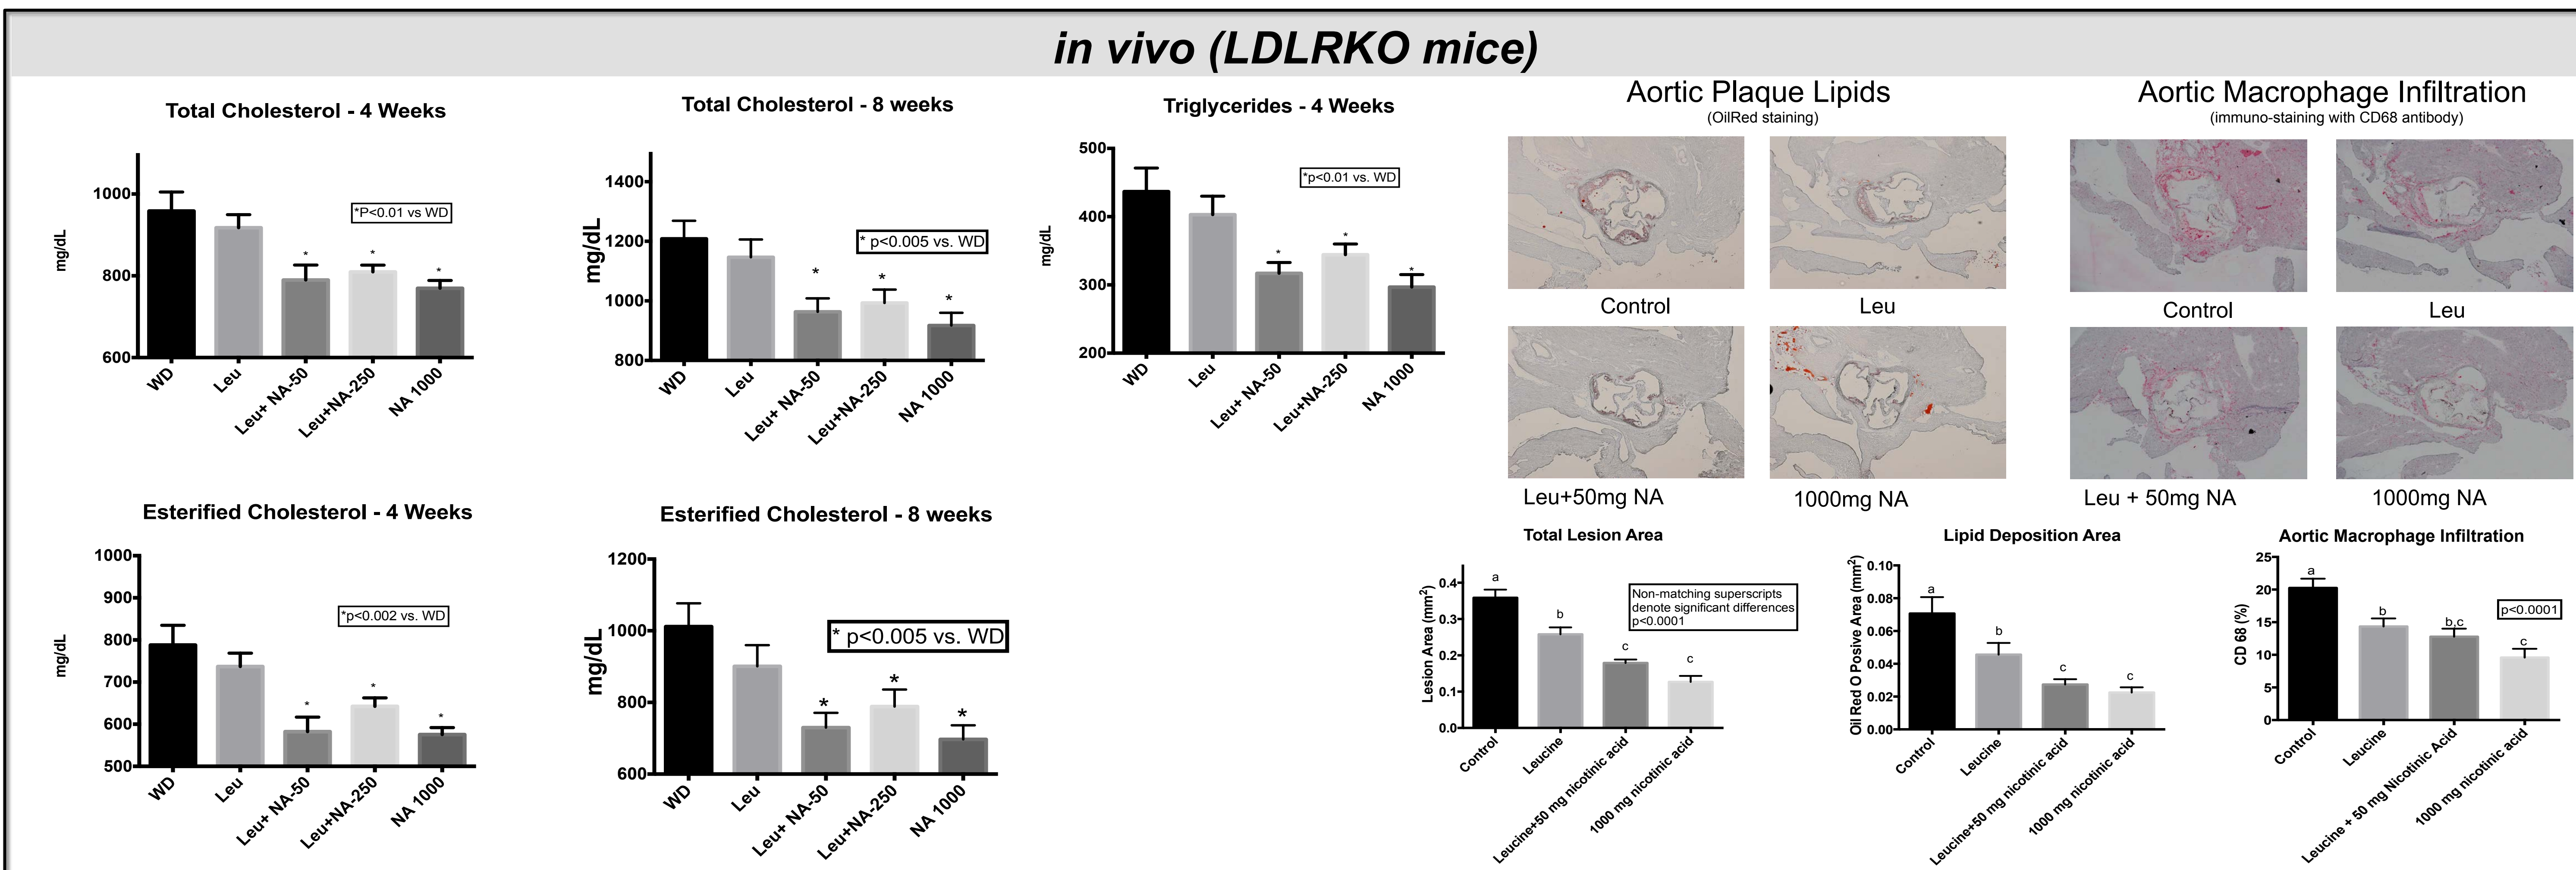 in vivo (LDLRKO mice)
Total Cholesterol - 4 Weeks
mg/dL
1000
800
600
*P<0.01 vs WD
*
*
*
WD
Leu
Leu+ NA-50
Leu+NA-250
NA 1000
Total Cholesterol - 8 weeks
mg/dL
1400
1200
1000
800
* p<0.005 vs. WD
*
*
*
WD
Leu
Leu+ NA-50
Leu+NA-250
NA 1000
Triglycerides - 4 Weeks
mg/dL
500
400
300
200
*p<0.01 vs. WD
*
*
*
WD
Leu
Leu+ NA-50
Leu+NA-250
NA 1000
Aortic Plaque Lipids
(OilRed staining)
Control
Leu
Leu+50mg NA
1000mg NA
Aortic Macrophage Infiltration
(immuno-staining with CD68 antibody)
Control
Leu
Leu + 50mg NA
1000mg NA
Esterified Cholesterol - 4 Weeks
mg/dL
1000
900
800
700
600
500
*p<0.002 vs. WD
*
*
*
WD
Leu
Leu+ NA-50
Leu+NA-250
NA 1000
Esterified Cholesterol - 8 weeks
mg/dL
1200
1000
800
600
* p<0.005 vs. WD
*
*
*
WD
Leu
Leu+ NA-50
Leu+NA-250
NA 1000
Total Lesion Area
Lesion Area (mm²)
0.4
0.3
0.2
0.1
0.0
a
b
c
c
Non-matching superscripts
denote significant differences
p<0.0001
Control
Leucine
Leucine+50 mg nicotinic acid
1000 mg nicotinic acid
Lipid Deposition Area
Oil Red O Posive Area (mm²)
0.10
0.08
0.06
0.04
0.02
0.00
a
b
c
c
Control
Leucine
Leucine+50 mg nicotinic acid
1000 mg nicotinic acid
Aortic Macrophage Infiltration
CD 68 (%)
25
20
15
10
5
0
a
b
b,c
c
p<0.0001
Control
Leucine
Leucine + 50 mg Nicotinic Acid
1000 mg nicotinic acid